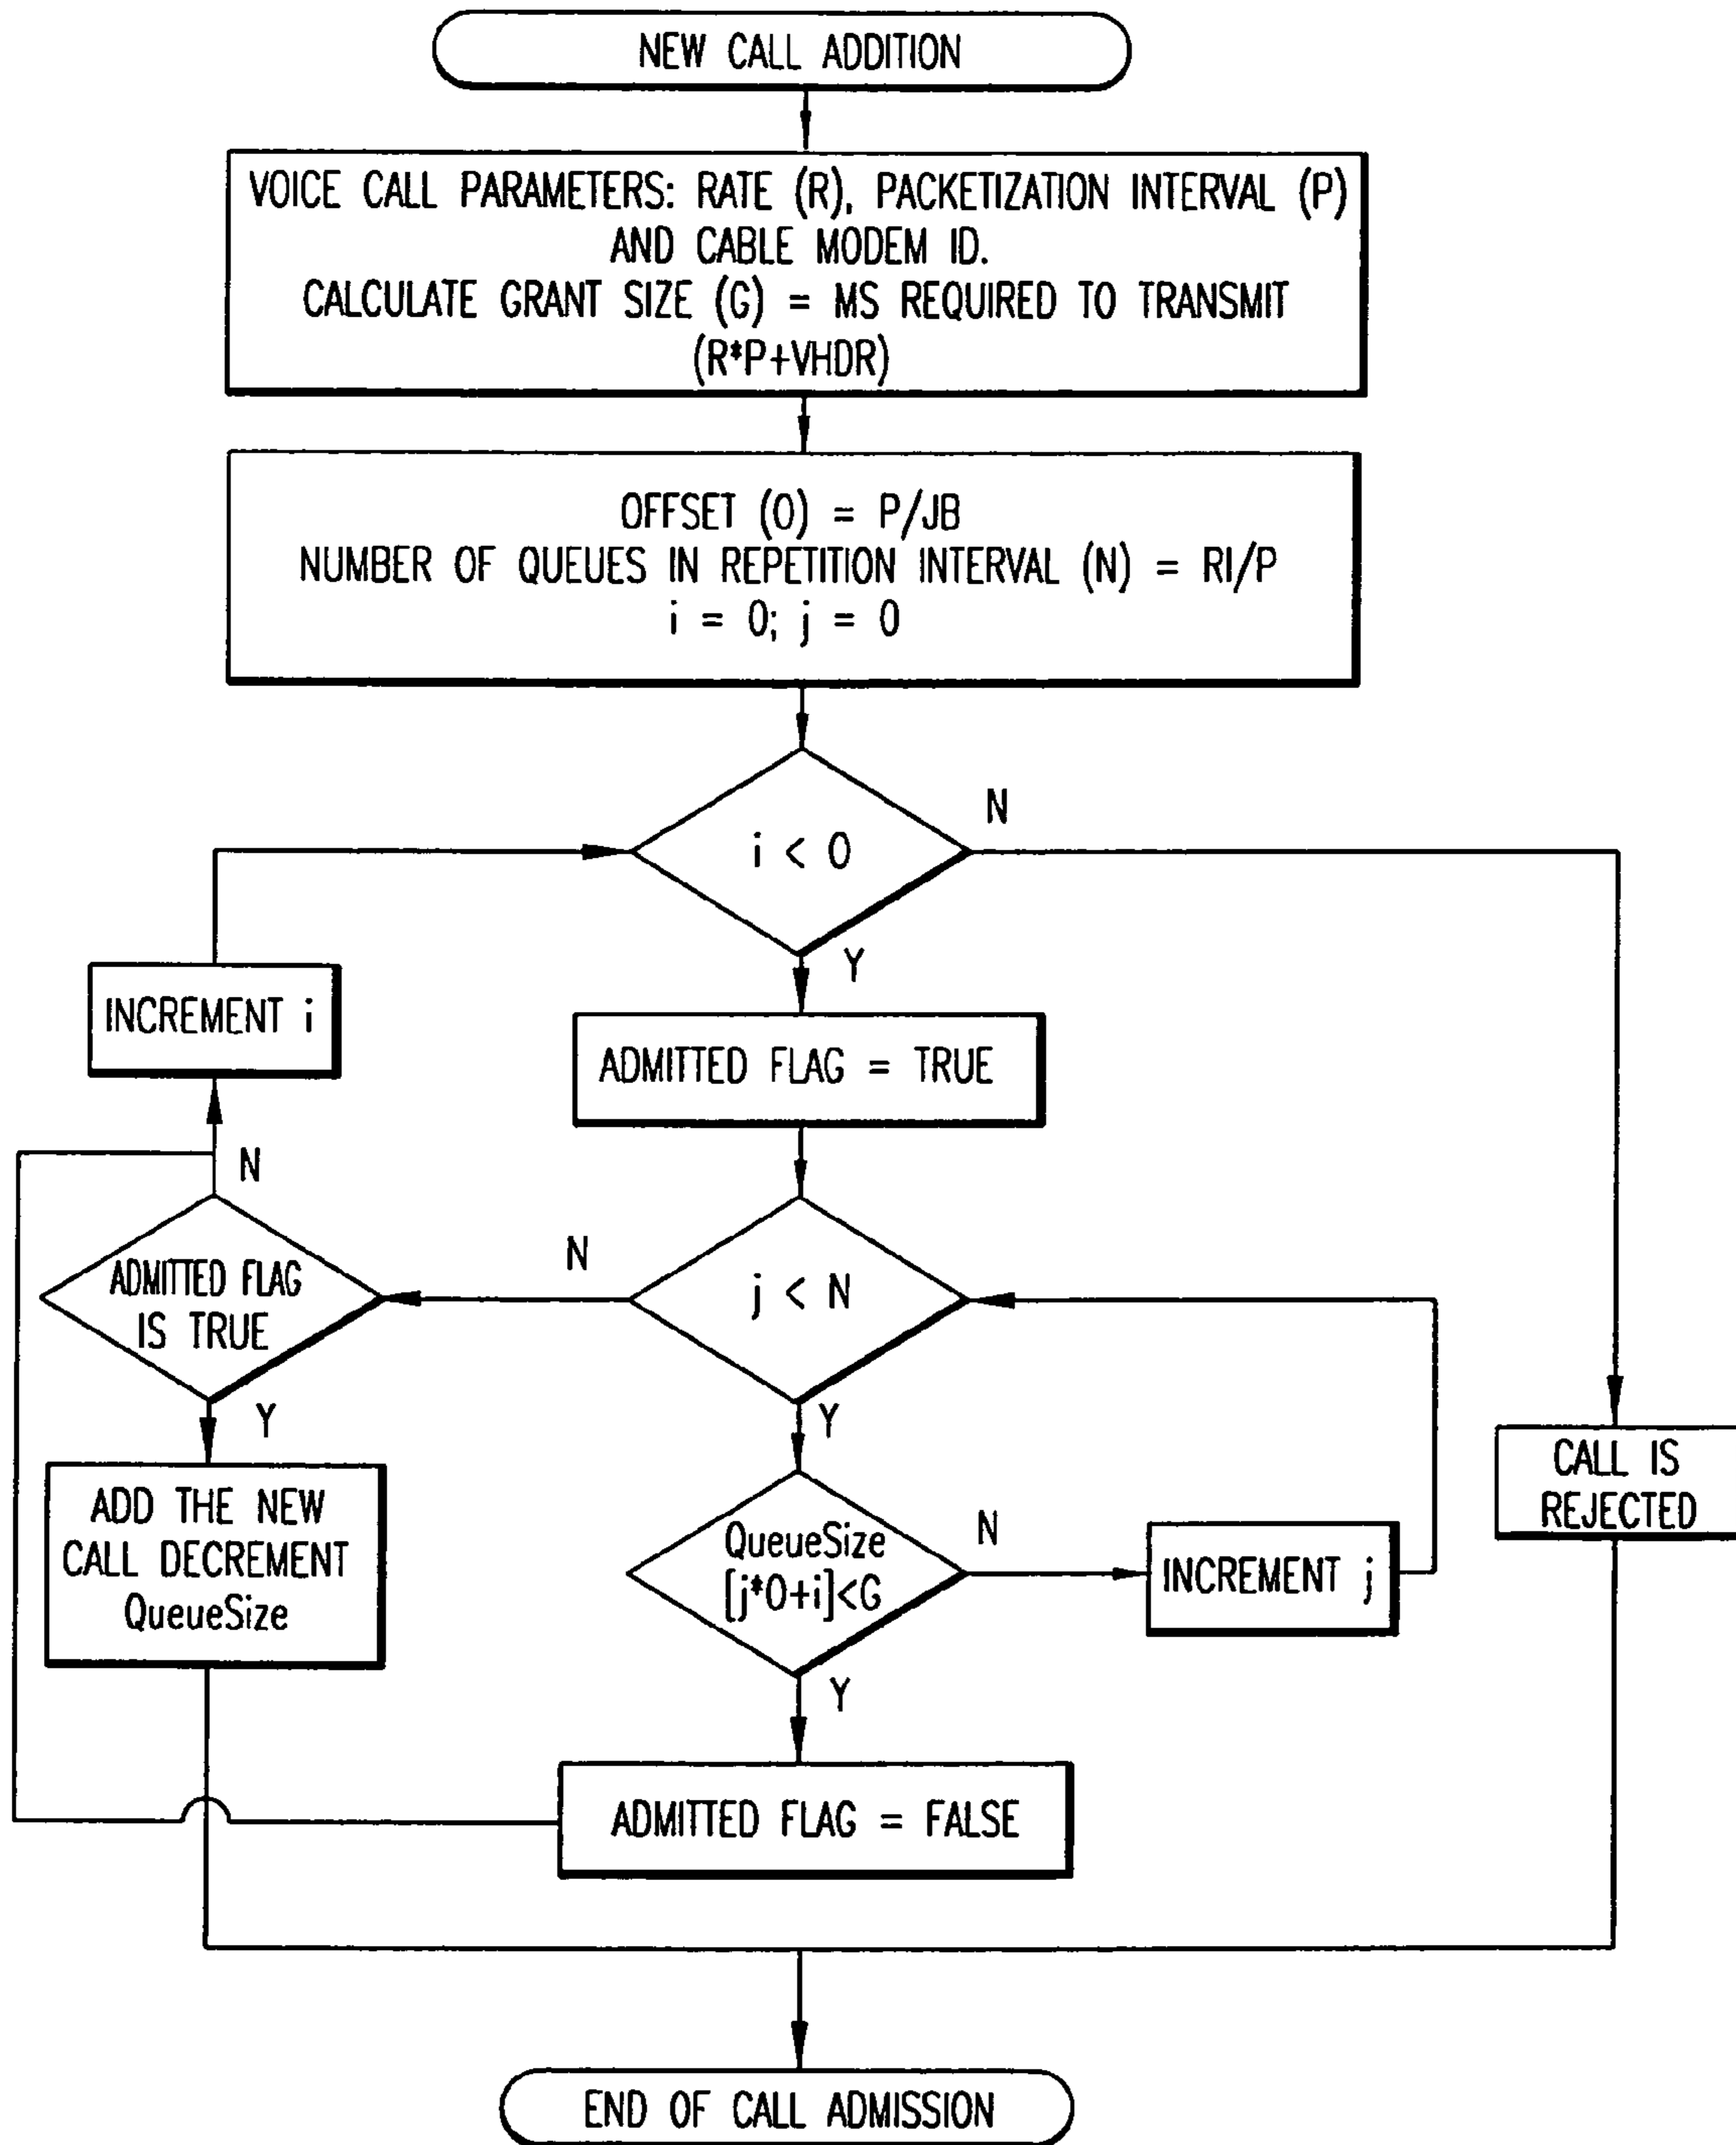 NEW CALL ADDITION
VOICE CALL PARAMETERS: RATE (R), PACKETIZATION INTERVAL (P)
AND CABLE MODEM ID.
CALCULATE GRANT SIZE (G) = MS REQUIRED TO TRANSMIT
(R*P+VHDR)
OFFSET (O) = P/JB
NUMBER OF QUEUES IN REPETITION INTERVAL (N) = RI/P
i = 0; j = 0
i < O
N
Y
INCREMENT i
ADMITTED FLAG = TRUE
N
ADMITTED FLAG
IS TRUE
N
j < N
Y
Y
ADD THE NEW
CALL DECREMENT
QueueSize
QueueSize
[j*O+i]<G
N
INCREMENT j
CALL IS
REJECTED
Y
ADMITTED FLAG = FALSE
END OF CALL ADMISSION